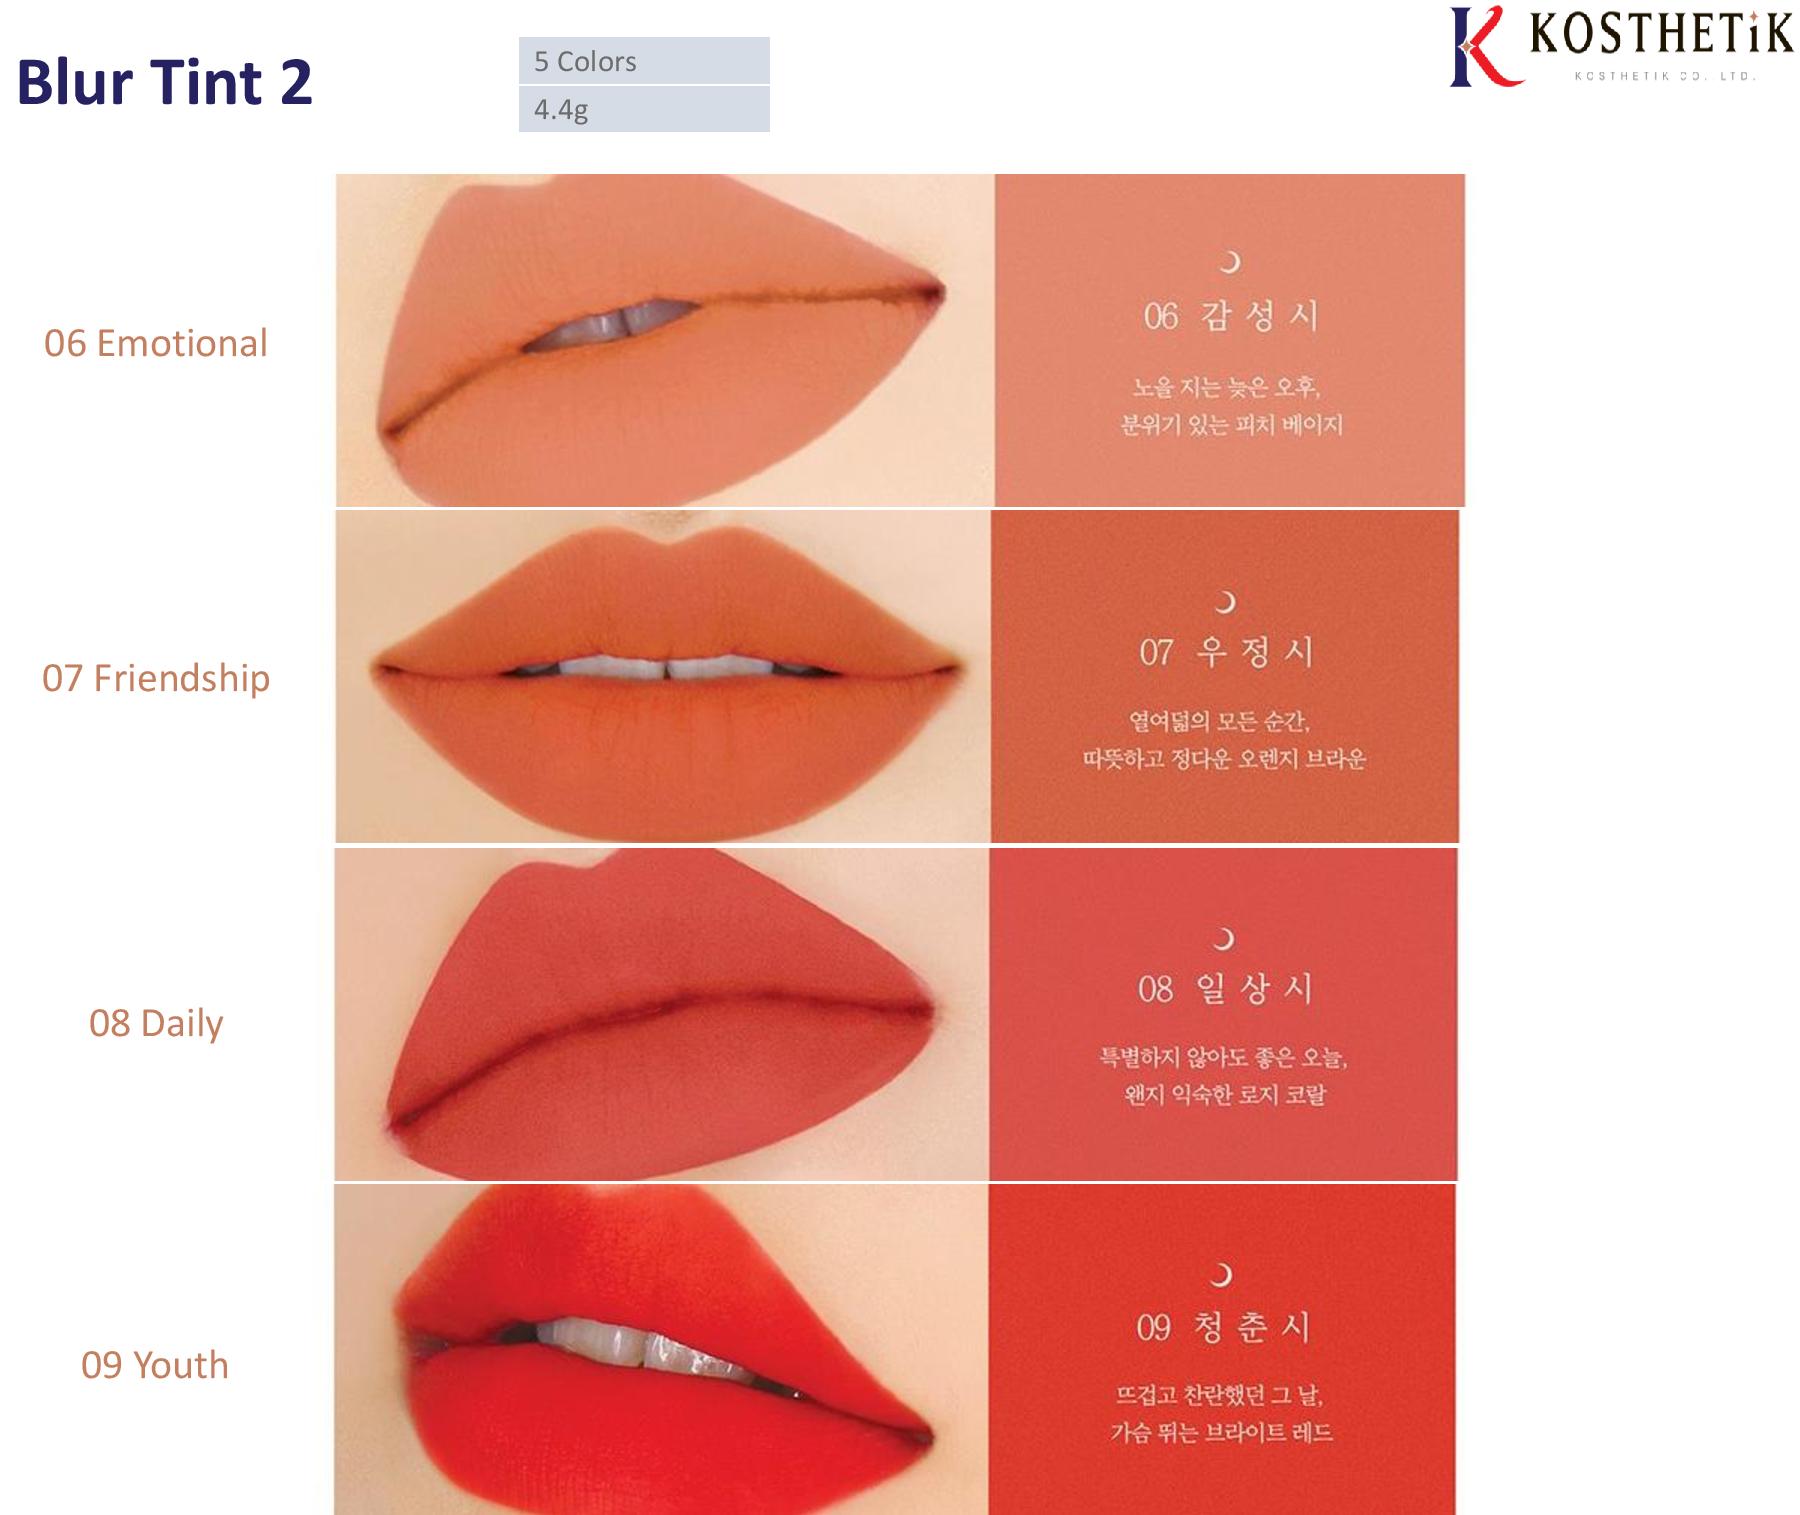 Blur Tint 2
5 Colors
4.4g
KOSTHETiK
KOSTHETIK CO. LTD.
06 Emotional
06 감성시
노을 지는 늦은 오후,
분위기 있는 피치 베이지
07 Friendship
07 우정시
열여덟의 모든 순간,
따뜻하고 정다운 오렌지 브라운
08 Daily
08 일상시
특별하지 않아도 좋은 오늘,
왠지 익숙한 로지 코랄
09 Youth
09 청춘시
뜨겁고 찬란했던 그 날,
가슴 뛰는 브라이트 레드